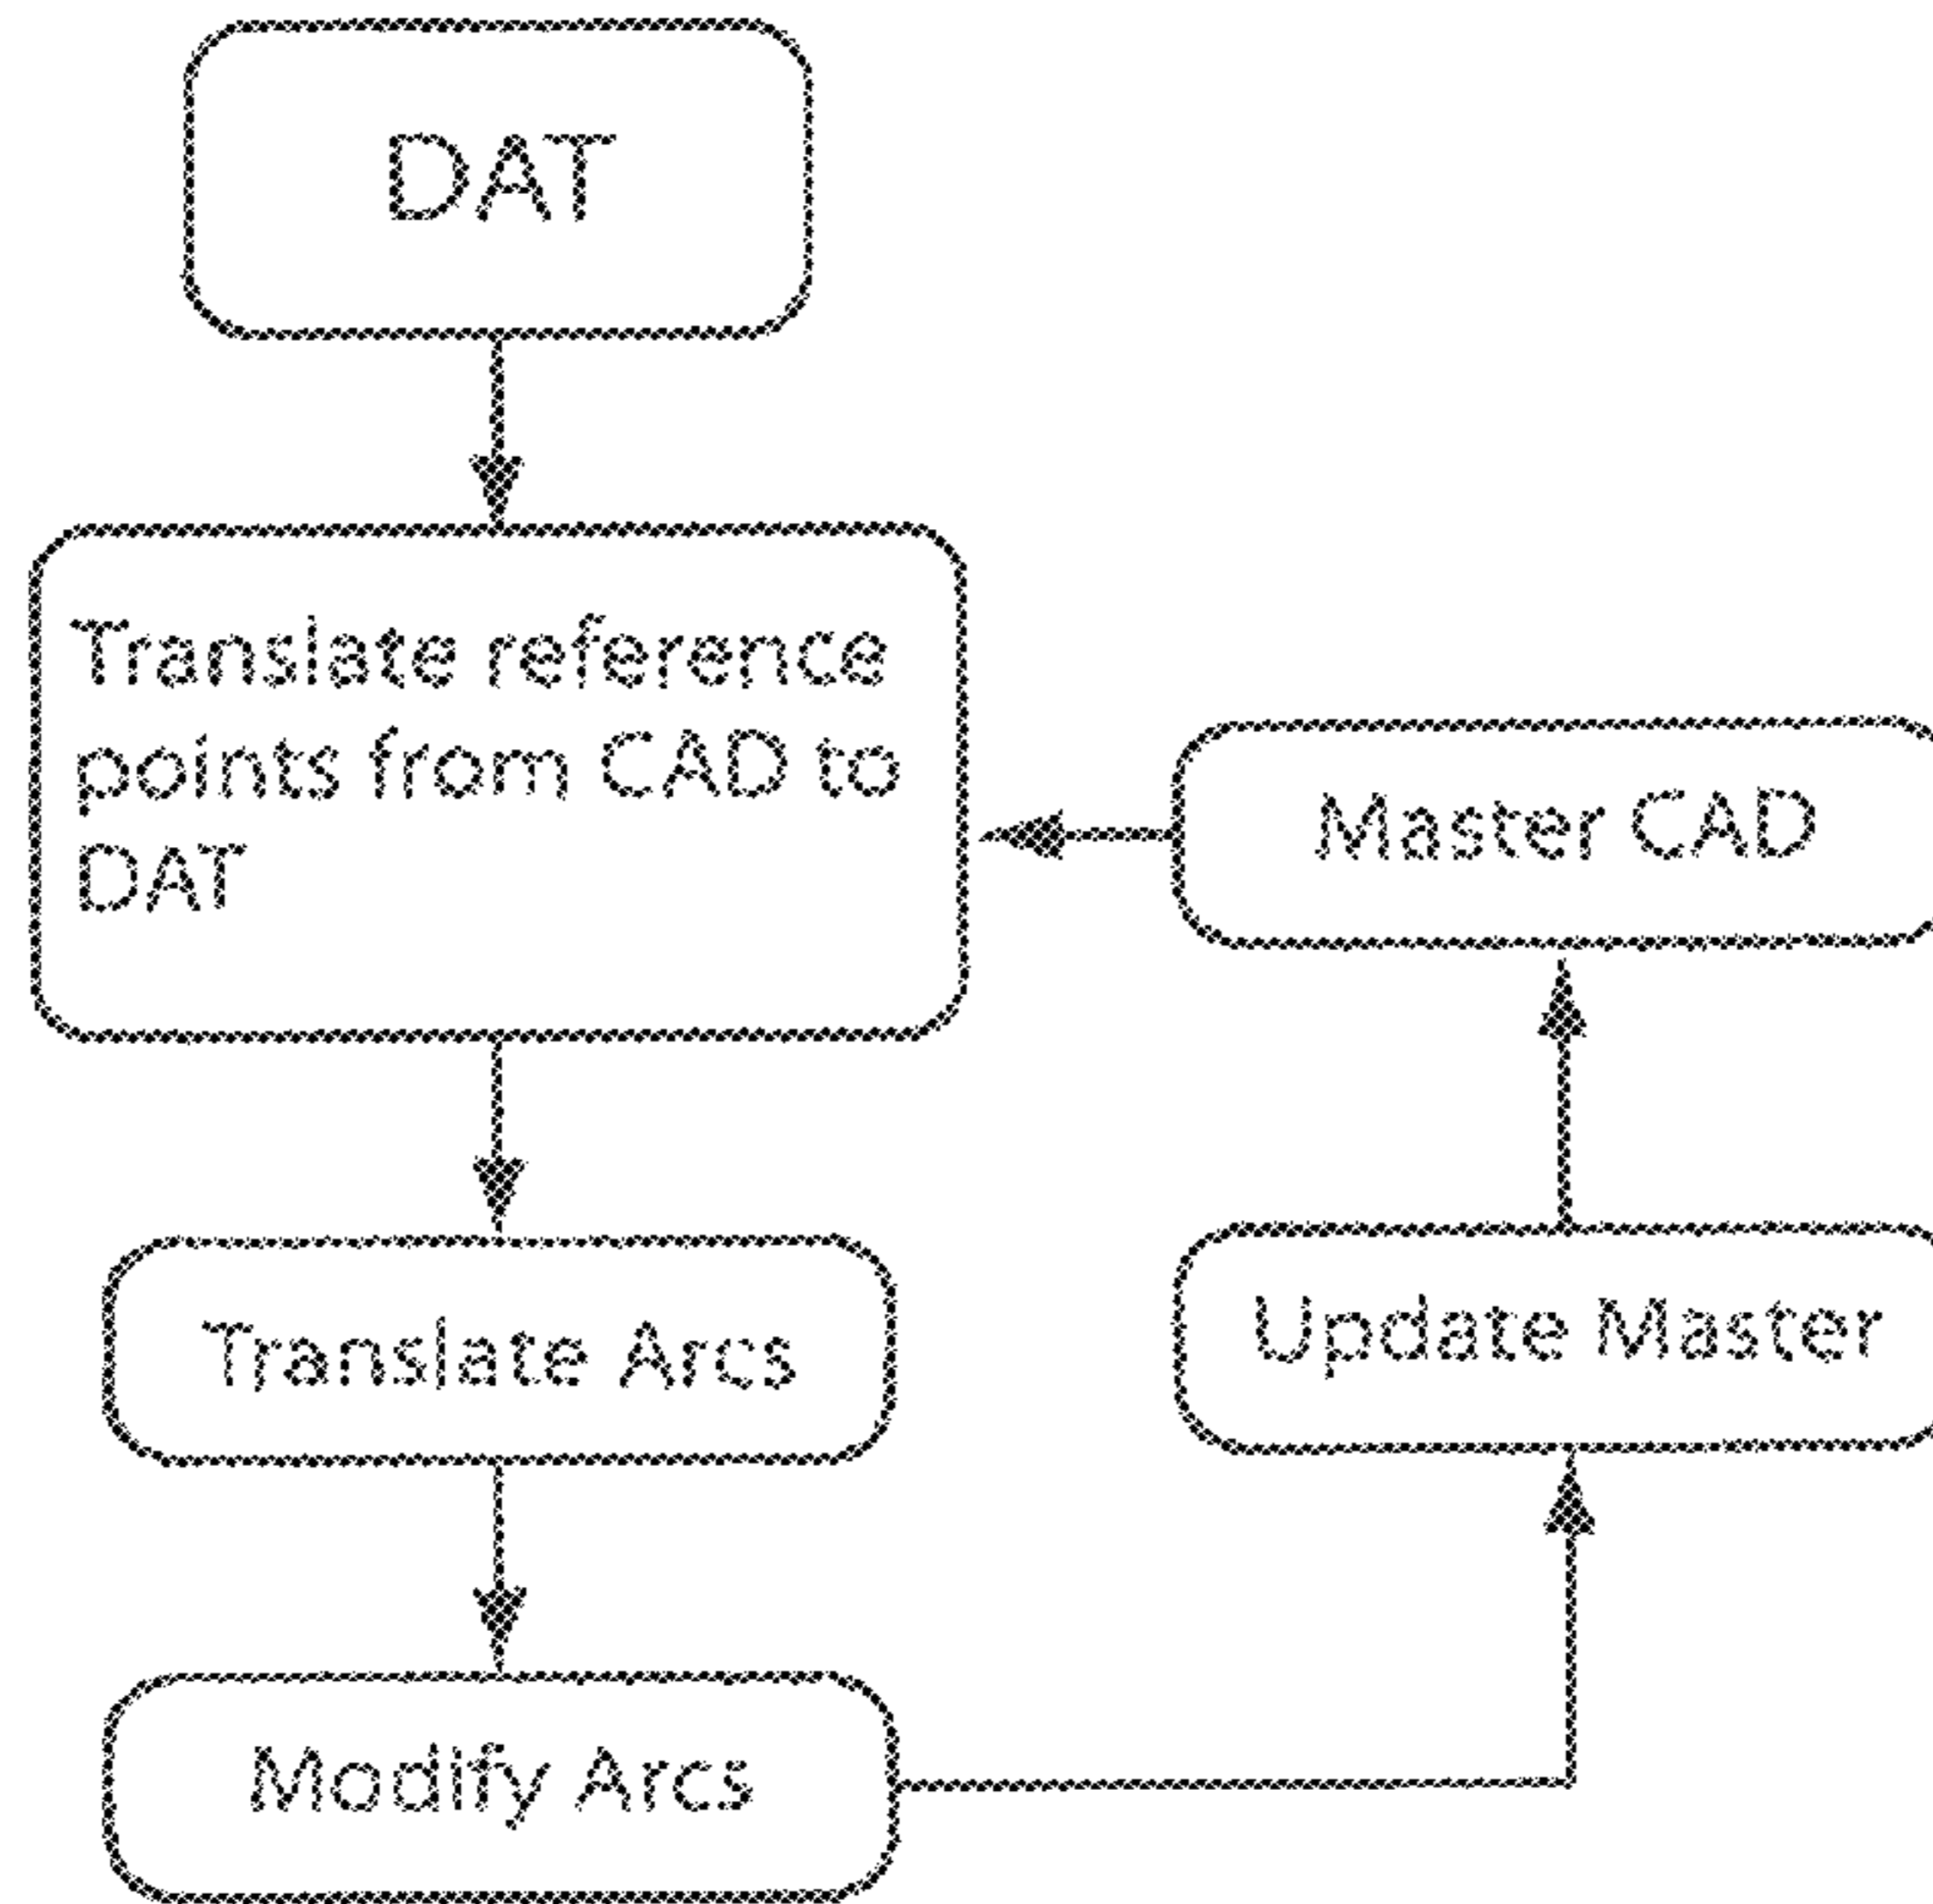 DAT
Translate reference
points from CAD to
DAT
Master CAD
Translate Arcs
Update Master
Modify Arcs